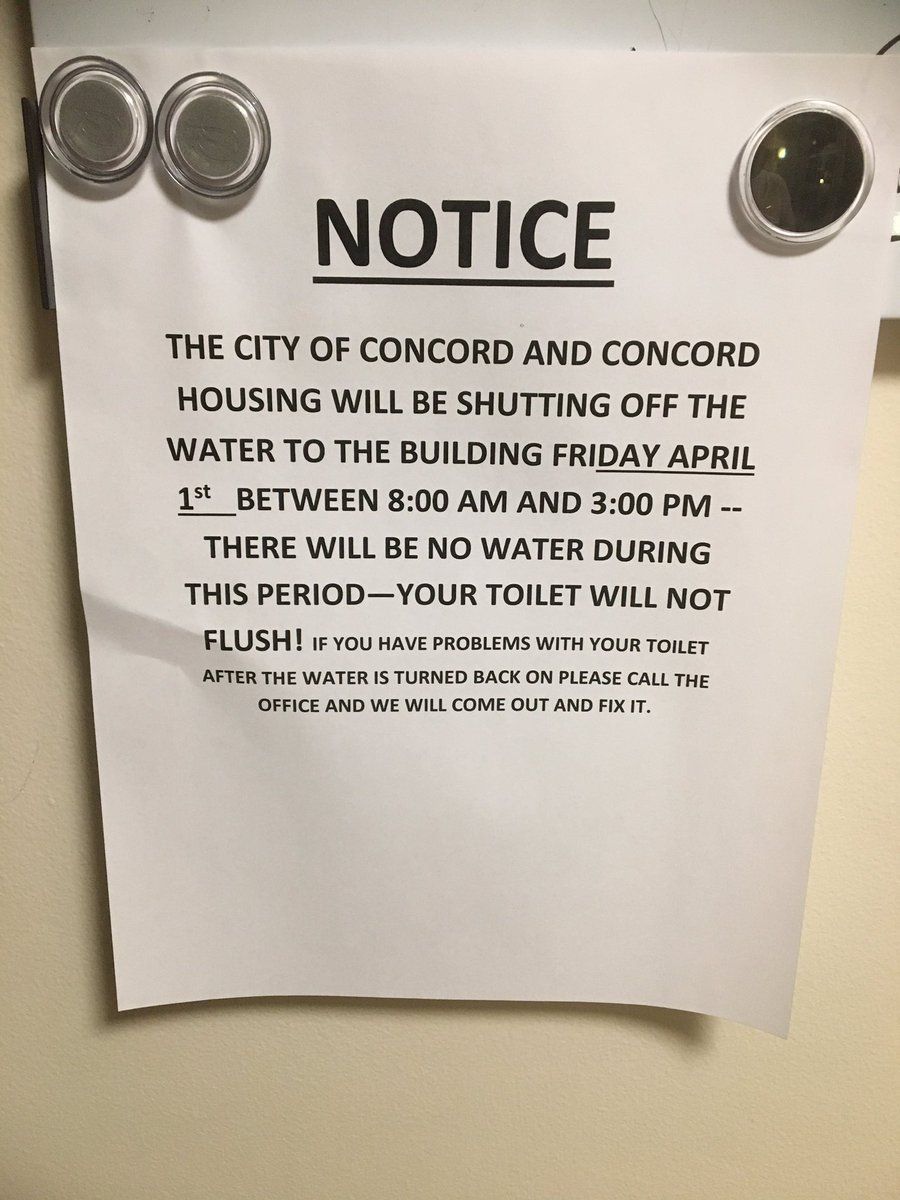 NOTICE
THE CITY OF CONCORD AND CONCORD
HOUSING WILL BE SHUTTING OFF THE
WATER TO THE BUILDING FRIDAY APRIL
1st BETWEEN 8:00 AM AND 3:00 PM --
THERE WILL BE NO WATER DURING
THIS PERIOD—YOUR TOILET WILL NOT
FLUSH! IF YOU HAVE PROBLEMS WITH YOUR TOILET
AFTER THE WATER IS TURNED BACK ON PLEASE CALL THE
OFFICE AND WE WILL COME OUT AND FIX IT.